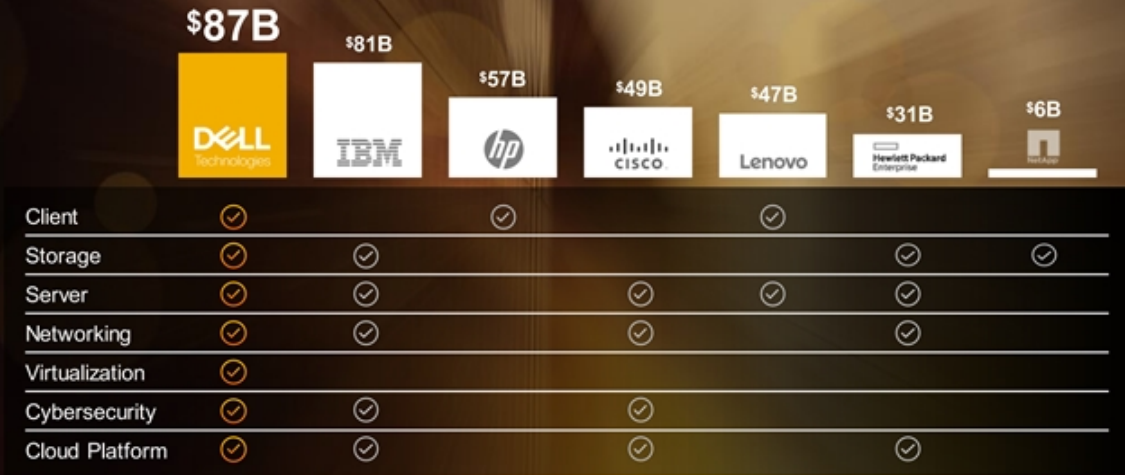 $87B
$81B
$57B
$49B
$47B
$31B
$6B
DELL
Technologies
IBM
hp
CISCO
Lenovo
Hewlett Packard
Enterprise
NetApp
Client
Storage
Server
Networking
Virtualization
Cybersecurity
Cloud Platform